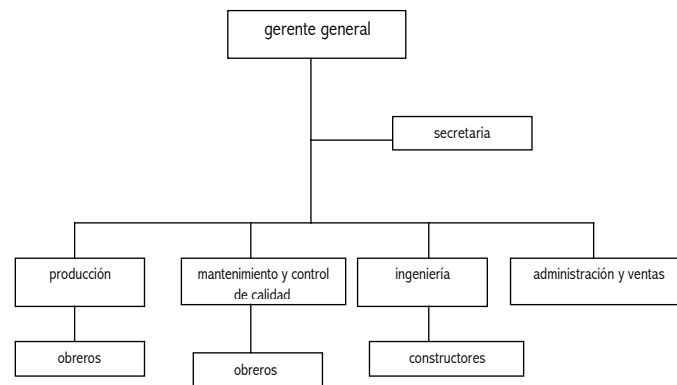 gerente general
secretaria
producción
mantenimiento y control
de calidad
ingeniería
administración y ventas
obreros
obreros
constructores